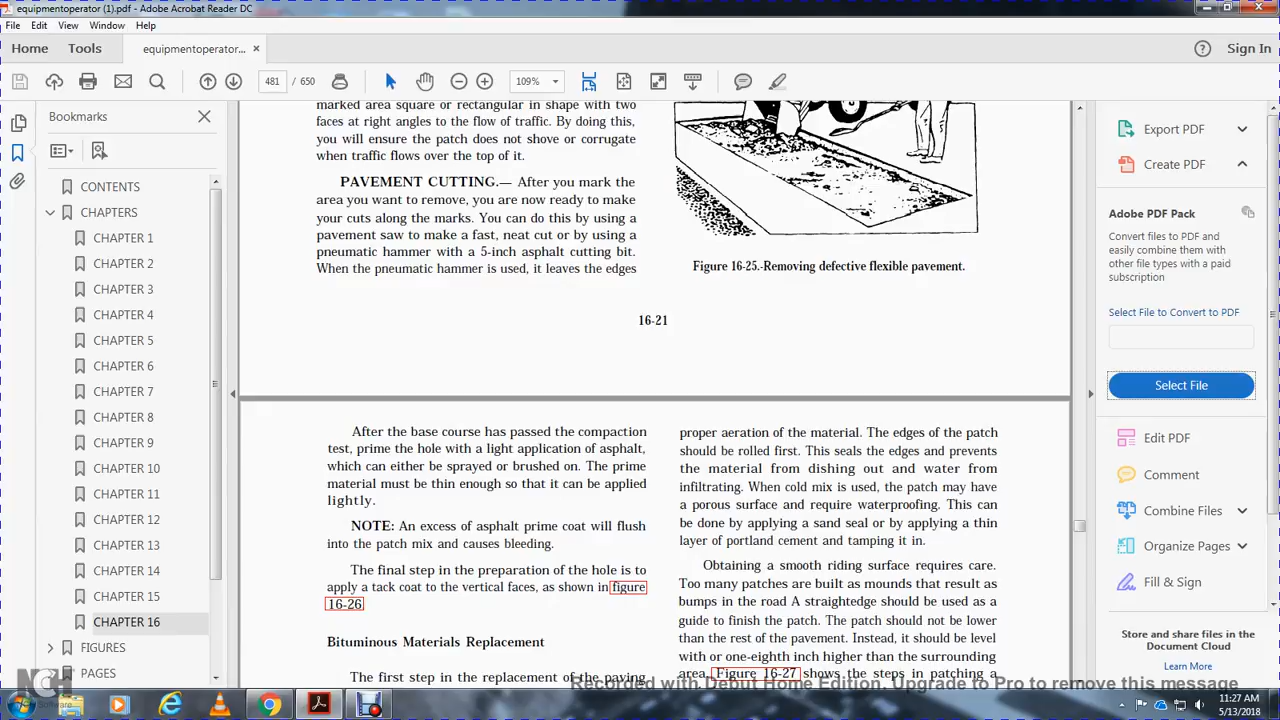 equipmentoperator (1).pdf - Adobe Acrobat Reader DC
File Edit View Window Help
Home Tools equipmentoperator... × Sign In
481 / 650 109%
Bookmarks
CONTENTS
CHAPTERS
CHAPTER 1
CHAPTER 2
CHAPTER 3
CHAPTER 4
CHAPTER 5
CHAPTER 6
CHAPTER 7
CHAPTER 8
CHAPTER 9
CHAPTER 10
CHAPTER 11
CHAPTER 12
CHAPTER 13
CHAPTER 14
CHAPTER 15
CHAPTER 16
FIGURES
PAGES
marked area square or rectangular in shape with two
faces at right angles to the flow of traffic. By doing this,
you will ensure the patch does not shove or corrugate
when traffic flows over the top of it.
PAVEMENT CUTTING.— After you mark the
area you want to remove, you are now ready to make
your cuts along the marks. You can do this by using a
pavement saw to make a fast, neat cut or by using a
pneumatic hammer with a 5-inch asphalt cutting bit.
When the pneumatic hammer is used, it leaves the edges
Figure 16-25.-Removing defective flexible pavement.
16-21
After the base course has passed the compaction
test, prime the hole with a light application of asphalt,
which can either be sprayed or brushed on. The prime
material must be thin enough so that it can be applied
lightly.
NOTE: An excess of asphalt prime coat will flush
into the patch mix and causes bleeding.
The final step in the preparation of the hole is to
apply a tack coat to the vertical faces, as shown in figure
16-26
Bituminous Materials Replacement
The first step in the replacement of the paving
proper aeration of the material. The edges of the patch
should be rolled first. This seals the edges and prevents
the material from dishing out and water from
infiltrating. When cold mix is used, the patch may have
a porous surface and require waterproofing. This can
be done by applying a sand seal or by applying a thin
layer of portland cement and tamping it in.
Obtaining a smooth riding surface requires care.
Too many patches are built as mounds that result as
bumps in the road A straightedge should be used as a
guide to finish the patch. The patch should not be lower
than the rest of the pavement. Instead, it should be level
with or one-eighth inch higher than the surrounding
area. Figure 16-27 shows the steps in patching a
Export PDF
Create PDF
Adobe PDF Pack
Convert files to PDF and
easily combine them with
other file types with a paid
subscription
Select File to Convert to PDF
Select File
Edit PDF
Comment
Combine Files
Organize Pages
Fill & Sign
Store and share files in the
Document Cloud
Learn More
Recorded with Debut Home Edition. Upgrade to Pro to remove this message
NCH
Software
11:27 AM
5/13/2018